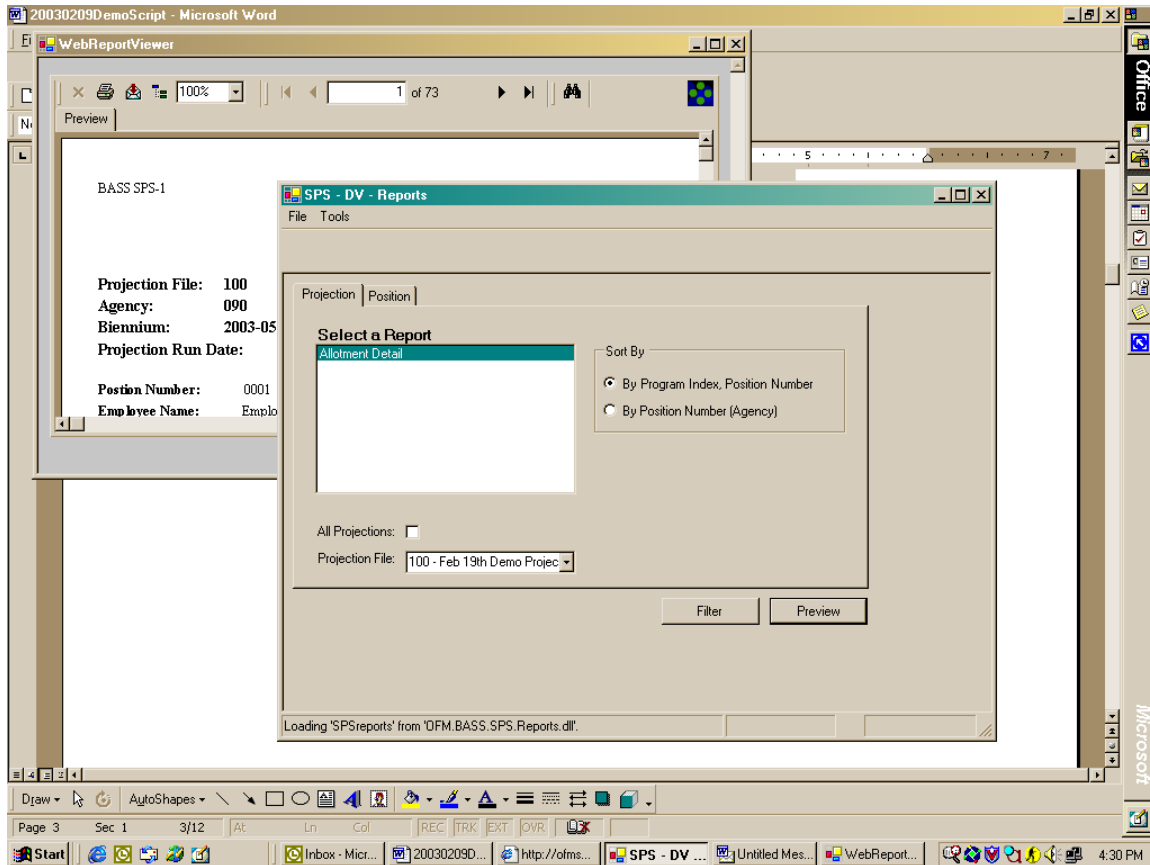 20030209DemoScript - Microsoft Word
WebReportViewer
100%
1 of 73
Preview
BASS SPS-1
Projection File: 100
Agency: 090
Biennium: 2003-05
Projection Run Date:
Postion Number: 0001
Employee Name: Emplo
5
7
Office
SPS - DV - Reports
File Tools
Projection Position
Select a Report
Allotment Detail
Sort By
By Program Index, Position Number
By Position Number (Agency)
All Projections:
Projection File: 100 - Feb 19th Demo Projec
Filter Preview
Loading 'SPSreports' from 'OFM.BASS.SPS.Reports.dll'.
Microsoft
Draw AutoShapes
Page 3 Sec 1 3/12 At Ln Col REC TRK EXT OVR
Start Inbox - Micr... 20030209D... http://ofms... SPS - DV ... Untitled Mes... WebReport... 4:30 PM